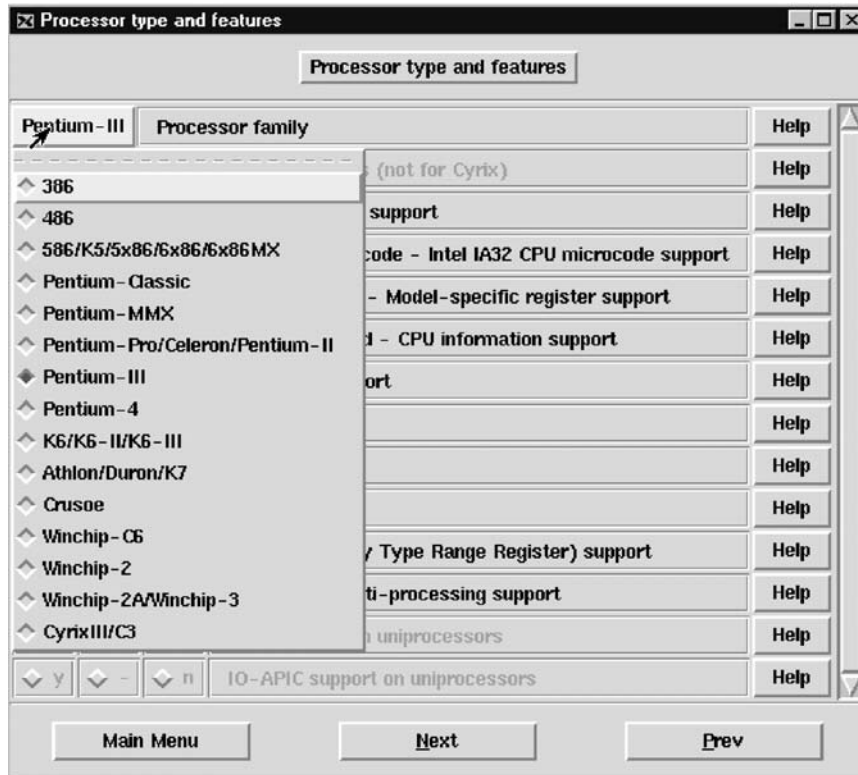 Processor type and features
Processor type and features
Pentium-III Processor family Help
(not for Cyrix) Help
386
486 support Help
586/K5/5x86/6x86/6x86MX code - Intel IA32 CPU microcode support Help
Pentium-Classic
Pentium-MMX - Model-specific register support Help
Pentium-Pro/Celeron/Pentium-II - CPU information support Help
Pentium-III ort Help
Pentium-4 Help
K6/K6-II/K6-III
Athlon/Duron/K7 Help
Crusoe Help
Winchip-C6 y Type Range Register) support Help
Winchip-2
Winchip-2A/Winchip-3 ti-processing support Help
CyrixIII/C3 uniprocessors Help
y - n IO-APIC support on uniprocessors Help
Main Menu Next Prev